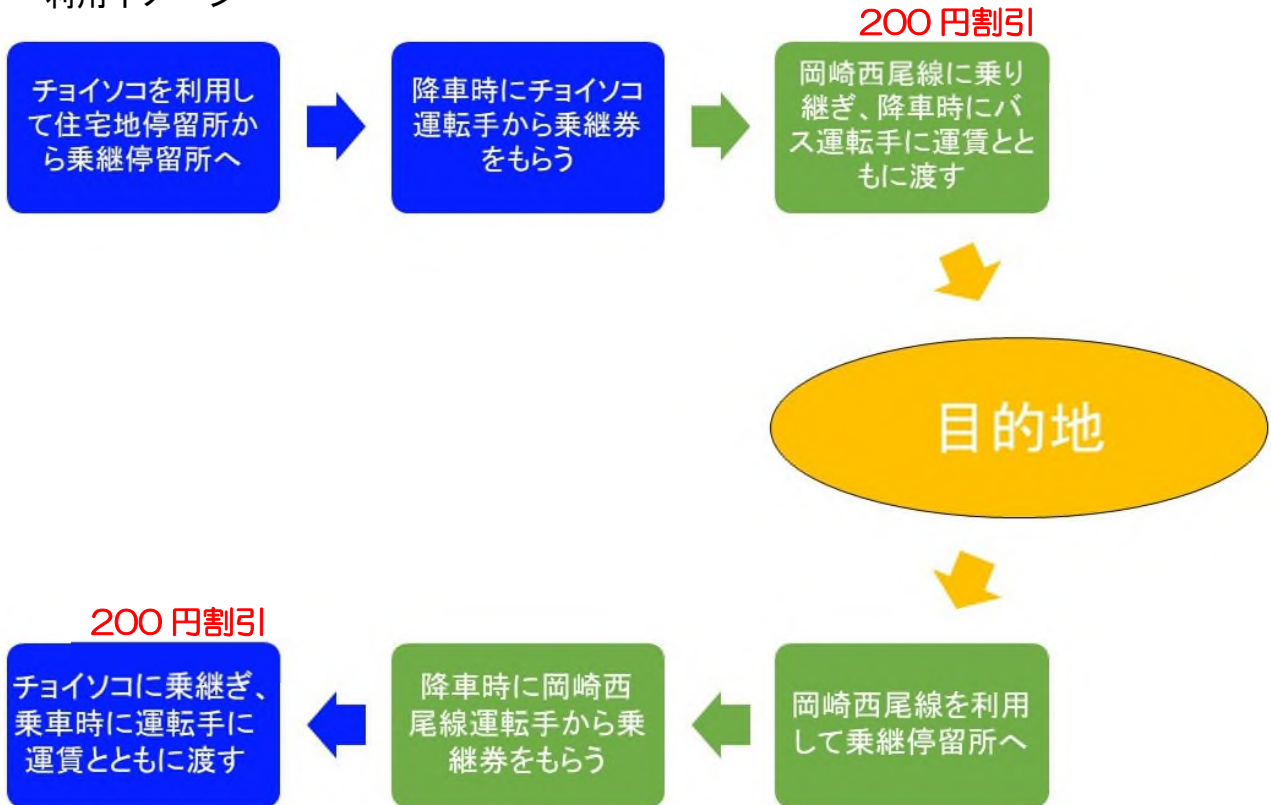 利用イメージ
200円割引
チョイソコを利用し
て住宅地停留所か
ら乗継停留所へ
降車時にチョイソコ
運転手から乗継券
をもらう
岡崎西尾線に乗り
継ぎ、降車時にバ
ス運転手に運賃とと
もに渡す
目的地
岡崎西尾線を利用
して乗継停留所へ
降車時に岡崎西
尾線運転手から乗
継券をもらう
200円割引
チョイソコに乗継ぎ、
乗車時に運転手に
運賃とともに渡す